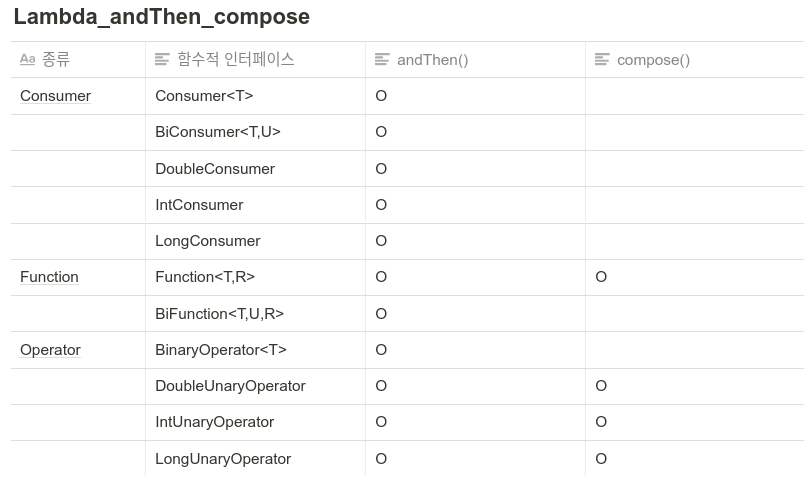 Lambda_andThen_compose
Aa 종류 함수적 인터페이스 andThen() compose()
Consumer Consumer<T> O
BiConsumer<T,U> O
DoubleConsumer O
IntConsumer O
LongConsumer O
Function Function<T,R> O O
BiFunction<T,U,R> O
Operator BinaryOperator<T> O
DoubleUnaryOperator O O
IntUnaryOperator O O
LongUnaryOperator O O